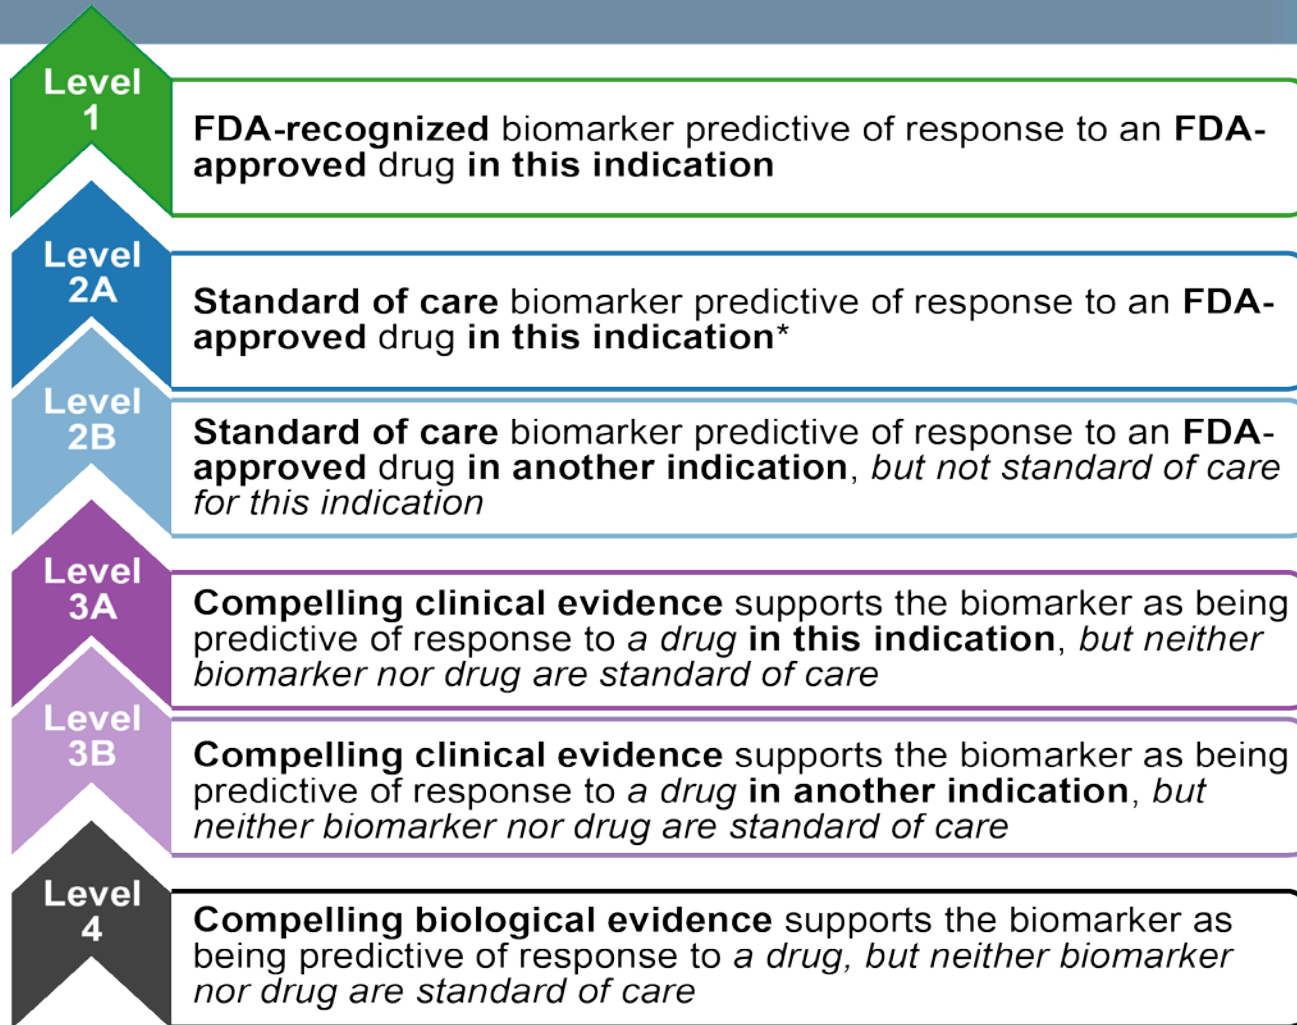 Level
1
FDA-recognized biomarker predictive of response to an FDA-
approved drug in this indication
Level
2A
Standard of care biomarker predictive of response to an FDA-
approved drug in this indication*
Level
2B
Standard of care biomarker predictive of response to an FDA-
approved drug in another indication, but not standard of care
for this indication
Level
3A
Compelling clinical evidence supports the biomarker as being
predictive of response to a drug in this indication, but neither
biomarker nor drug are standard of care
Level
3B
Compelling clinical evidence supports the biomarker as being
predictive of response to a drug in another indication, but
neither biomarker nor drug are standard of care
Level
4
Compelling biological evidence supports the biomarker as
being predictive of response to a drug, but neither biomarker
nor drug are standard of care